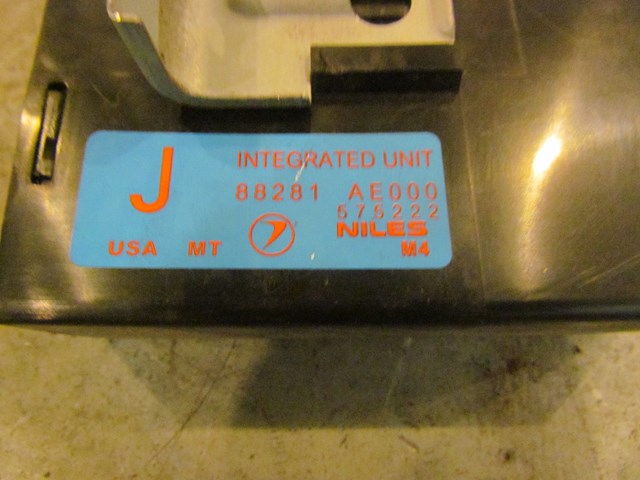 J
INTEGRATED UNIT
88281 AE000
575222
NILES
USA MT
M4